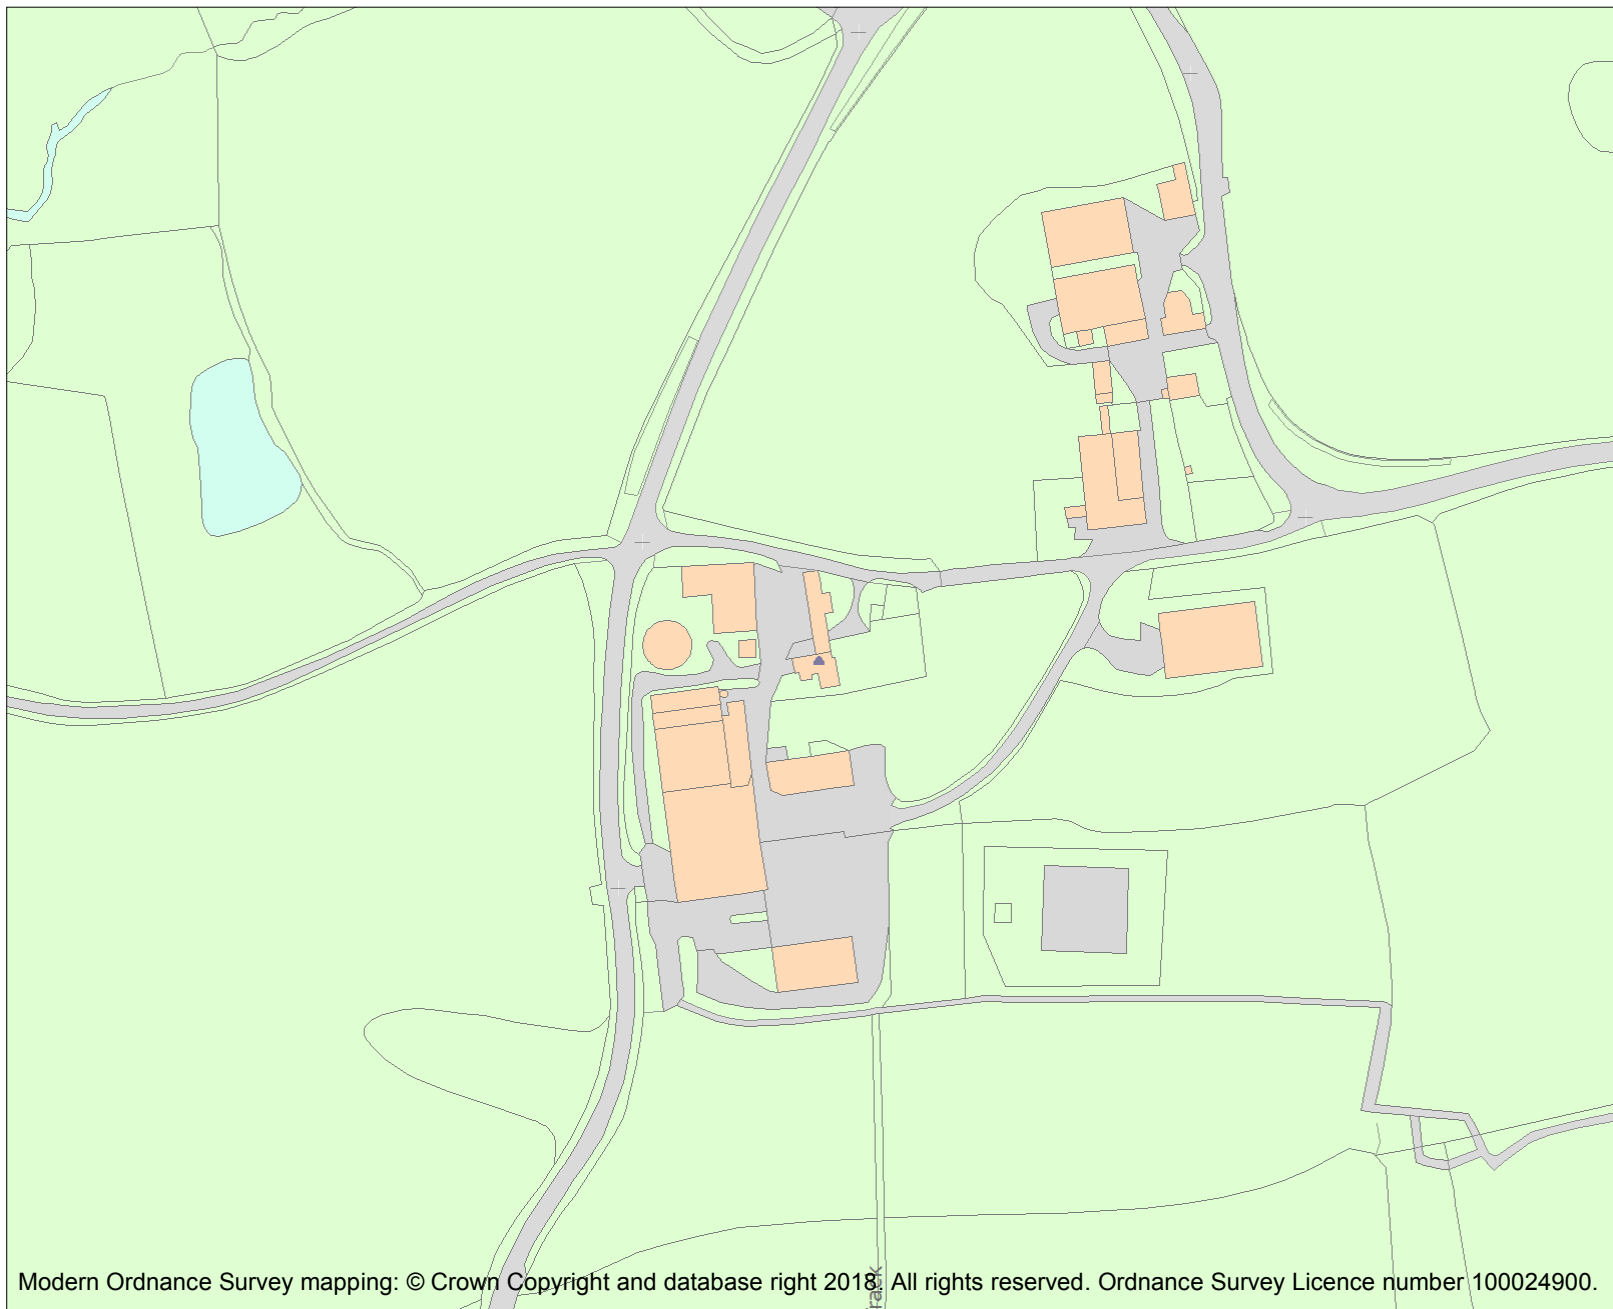 Modern Ordnance Survey mapping: © Crown Copyright and database right 2018. All rights reserved. Ordnance Survey Licence number 100024900.